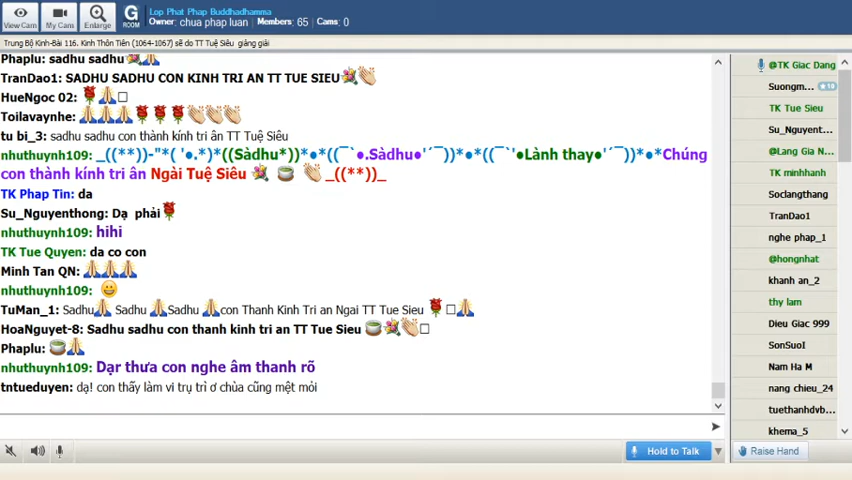 View Cam
My Cam
Enlarge
G
ROOM
Lop Phat Phap Buddhadhamma
Owner: chua phap luan Members: 65 Cams: 0
Trung Bộ Kinh-Bài 116. Kinh Thôn Tiên (1064-1067) sẽ do TT Tuệ Siêu giảng giải
Phaplu: sadhu sadhu💐🙏
TranDao1: SADHU SADHU CON KINH TRI AN TT TUE SIEU💐👏
HueNgoc 02: 🌹🙏□
Toilavaynhe: 🙏🙏🙏🌹🌹🌹👏👏👏
tu bi_3: sadhu sadhu con thành kính tri ân TT Tuệ Siêu
nhuthuynh109: _((**))-"*( '●.*)*((Sàdhu*))*●*((¯`●.Sàdhu●'´¯))*●*((¯`'●Lành thay●'´¯))*●*Chúng
con thành kính tri ân Ngài Tuệ Siêu 💐 🍵 👏 _((**))_
TK Phap Tin: da
Su_Nguyenthong: Dạ phải🌹
nhuthuynh109: hihi
TK Tue Quyen: da co con
Minh Tan QN: 🙏🙏🙏
nhuthuynh109: 😀
TuMan_1: Sadhu🙏 Sadhu 🙏Sadhu 🙏con Thanh Kinh Tri an Ngai TT Tue Sieu 🌹□🙏
HoaNguyet-8: Sadhu sadhu con thanh kinh tri an TT Tue Sieu 🍵💐👏□
Phaplu: 🍵🙏
nhuthuynh109: Dạr thưa con nghe âm thanh rõ
tntueduyen: dạ! con thấy làm vi trụ trì ơ chùa cũng mệt mỏi
@TK Giac Dang
Suongm... 10
TK Tue Sieu
Su_Nguyent...
@Lang Gia N...
TK minhhanh
Soclangthang
TranDao1
nghe phap_1
@hongnhat
khanh an_2
thy lam
Dieu Giac 999
SonSuoI
Nam Ha M
nang chieu_24
tuethanhdvb...
khema_5
Hold to Talk
Raise Hand